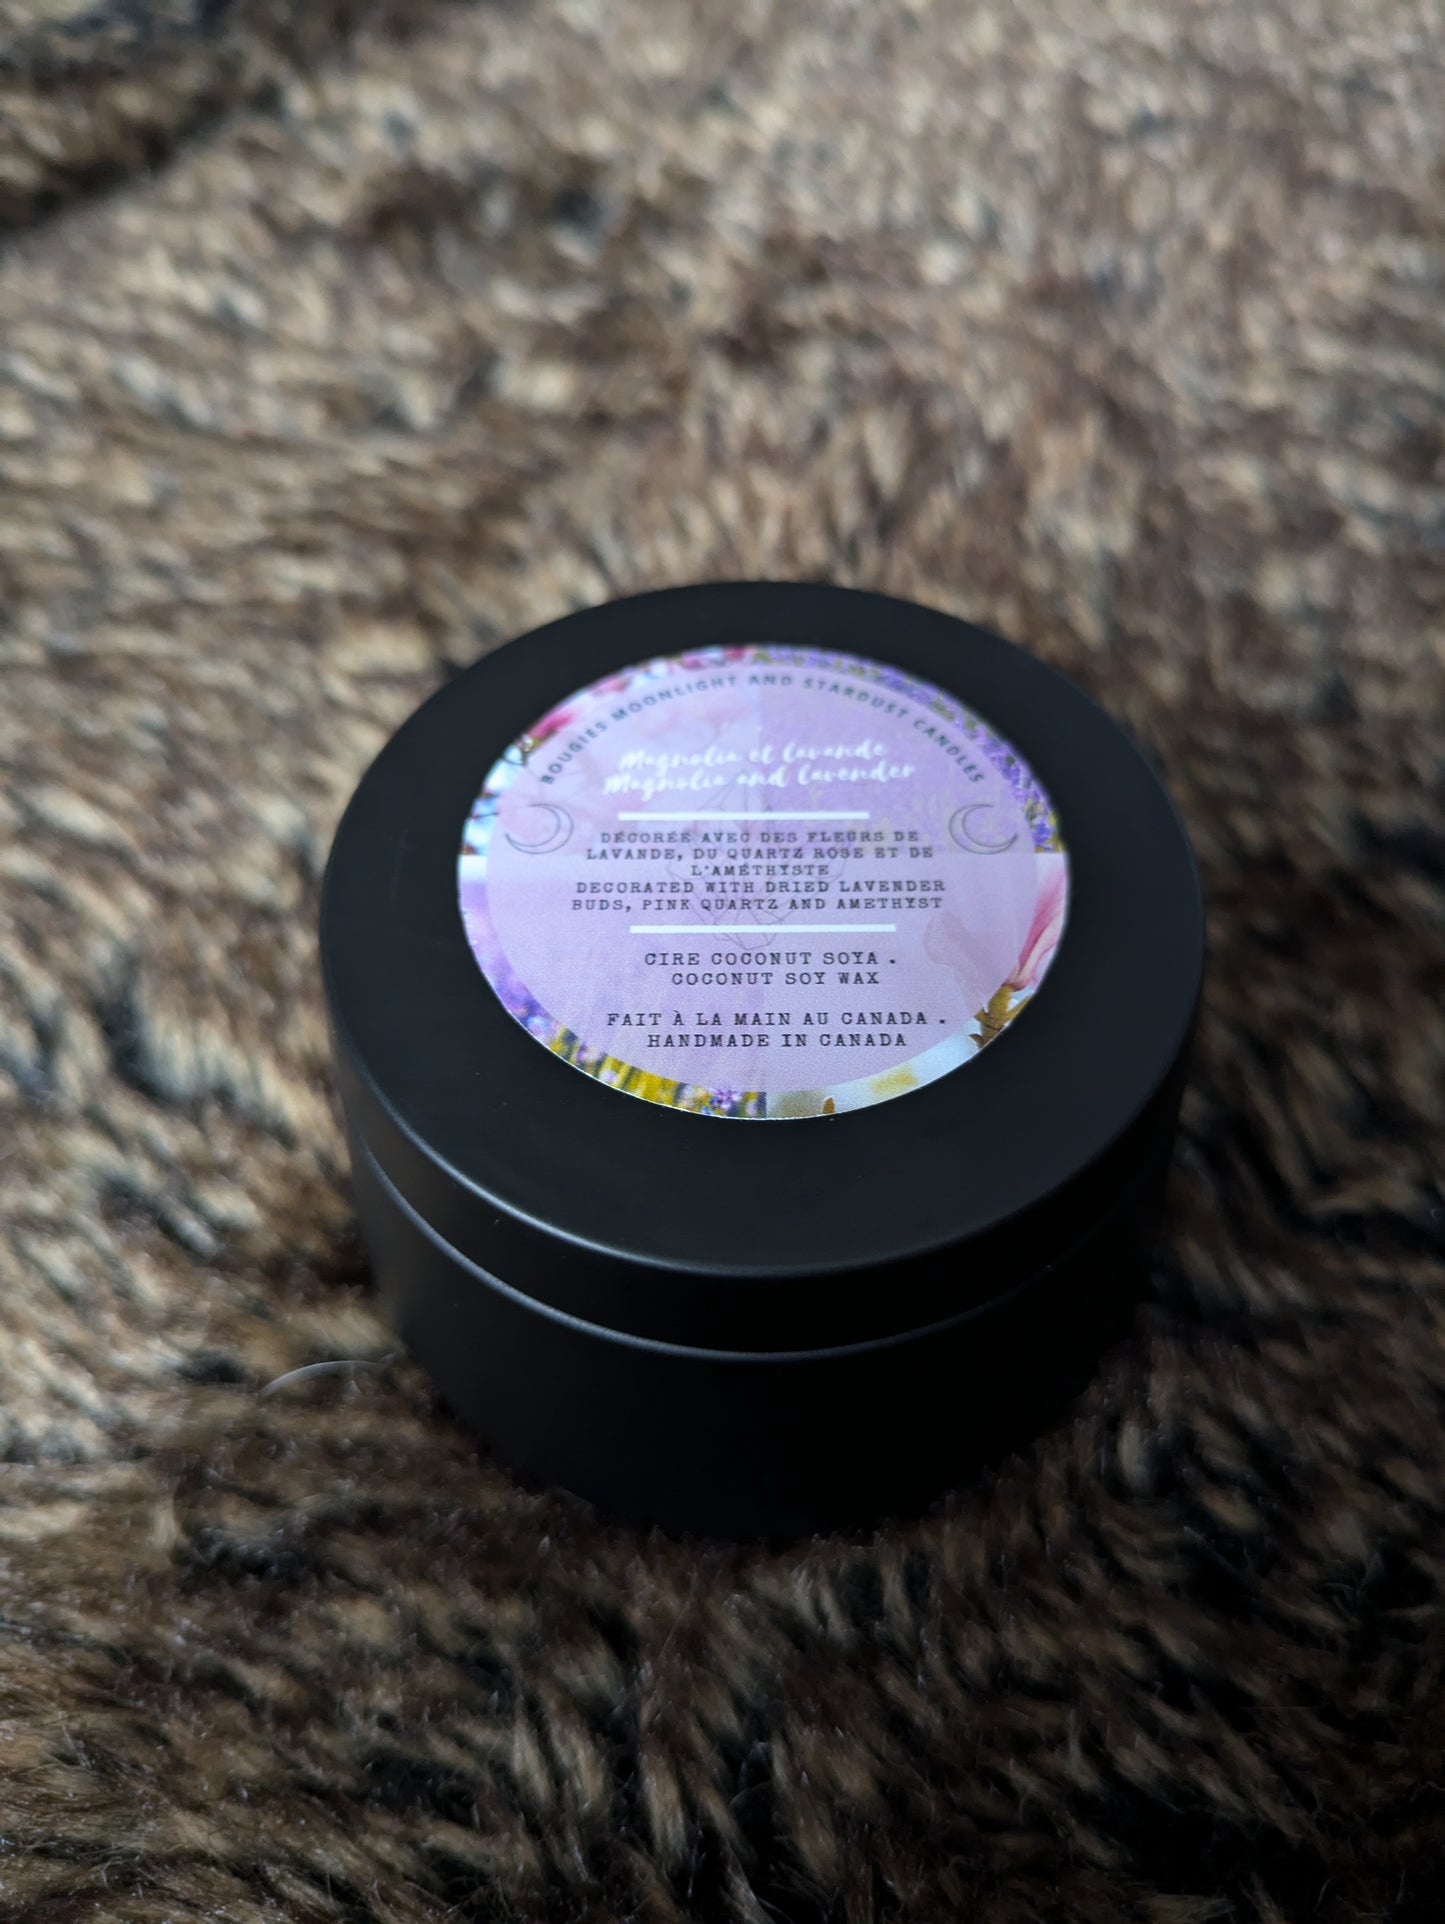 BOUGIES MOONLIGHT AND STARDUST CANDLES
Magnolia et lavande
Magnolia and lavender
DÉCORÉE AVEC DES FLEURS DE
LAVANDE, DU QUARTZ ROSE ET DE
L'AMÉTHYSTE
DECORATED WITH DRIED LAVENDER
BUDS, PINK QUARTZ AND AMETHYST
CIRE COCONUT SOYA .
COCONUT SOY WAX
FAIT À LA MAIN AU CANADA .
HANDMADE IN CANADA